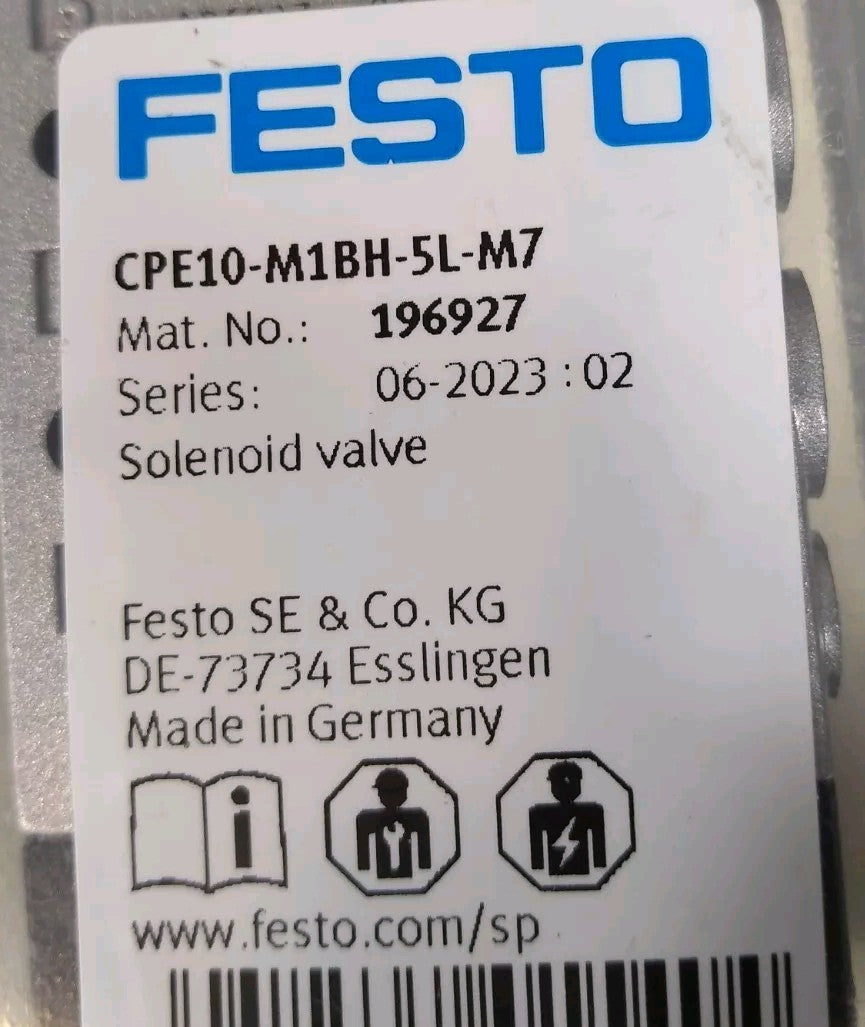 FESTO
CPE10-M1BH-5L-M7
Mat. No.: 196927
Series: 06-2023 : 02
Solenoid valve
Festo SE & Co. KG
DE-73734 Esslingen
Made in Germany
www.festo.com/sp